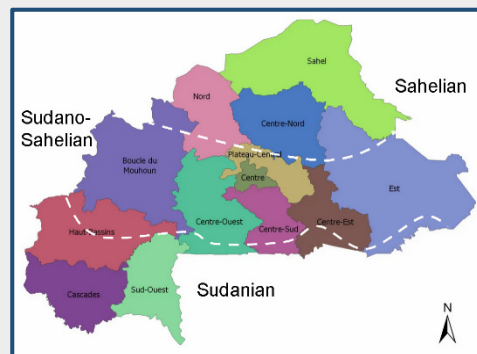 Sahel
Nord
Sahelian
Sudano-
Sahelian
Centre-Nord
Boucle du
Mouhoun
Plateau-Central
Centre
Est
Centre-Ouest
Centre-Est
Haut-Bassins
Centre-Sud
Cascades
Sud-Ouest
Sudanian
N